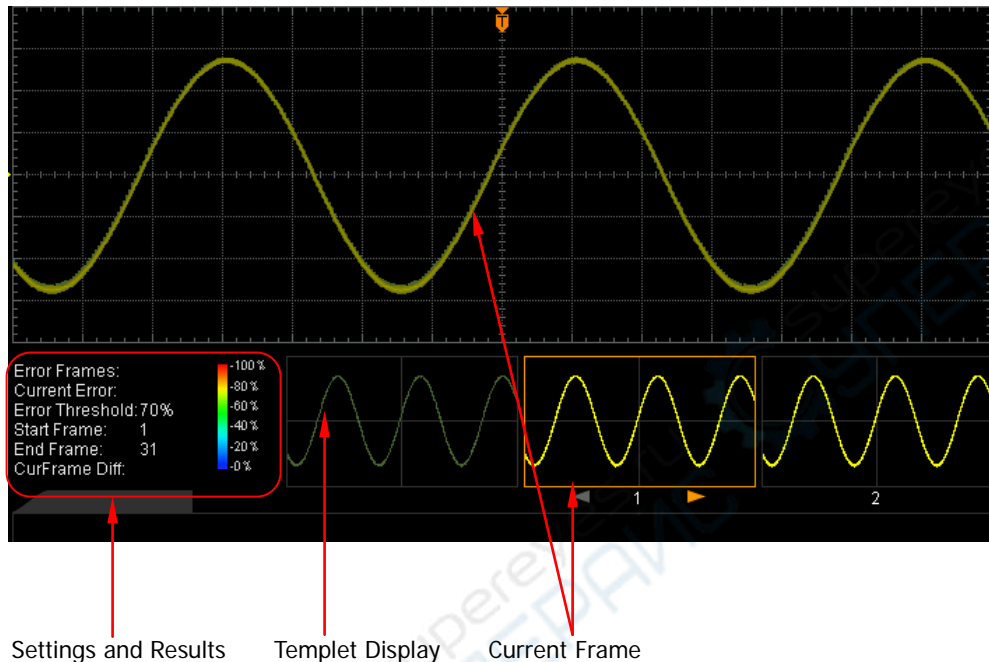 T
Error Frames:
Current Error:
Error Threshold:70%
Start Frame: 1
End Frame: 31
CurFrame Diff:
-100%
-80%
-60%
-40%
-20%
-0%
1
2
Settings and Results
Templet Display
Current Frame